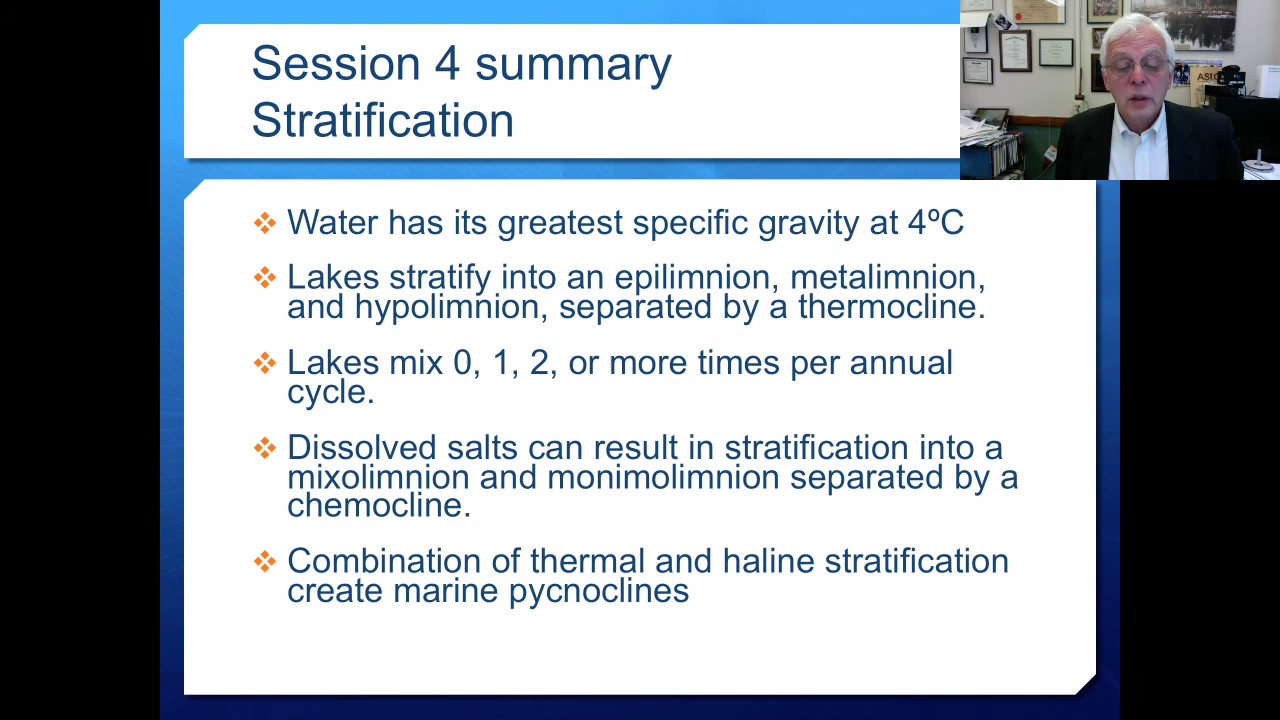 Session 4 summary
Stratification
Water has its greatest specific gravity at 4ºC
Lakes stratify into an epilimnion, metalimnion,
and hypolimnion, separated by a thermocline.
Lakes mix 0, 1, 2, or more times per annual
cycle.
Dissolved salts can result in stratification into a
mixolimnion and monimolimnion separated by a
chemocline.
Combination of thermal and haline stratification
create marine pycnoclines